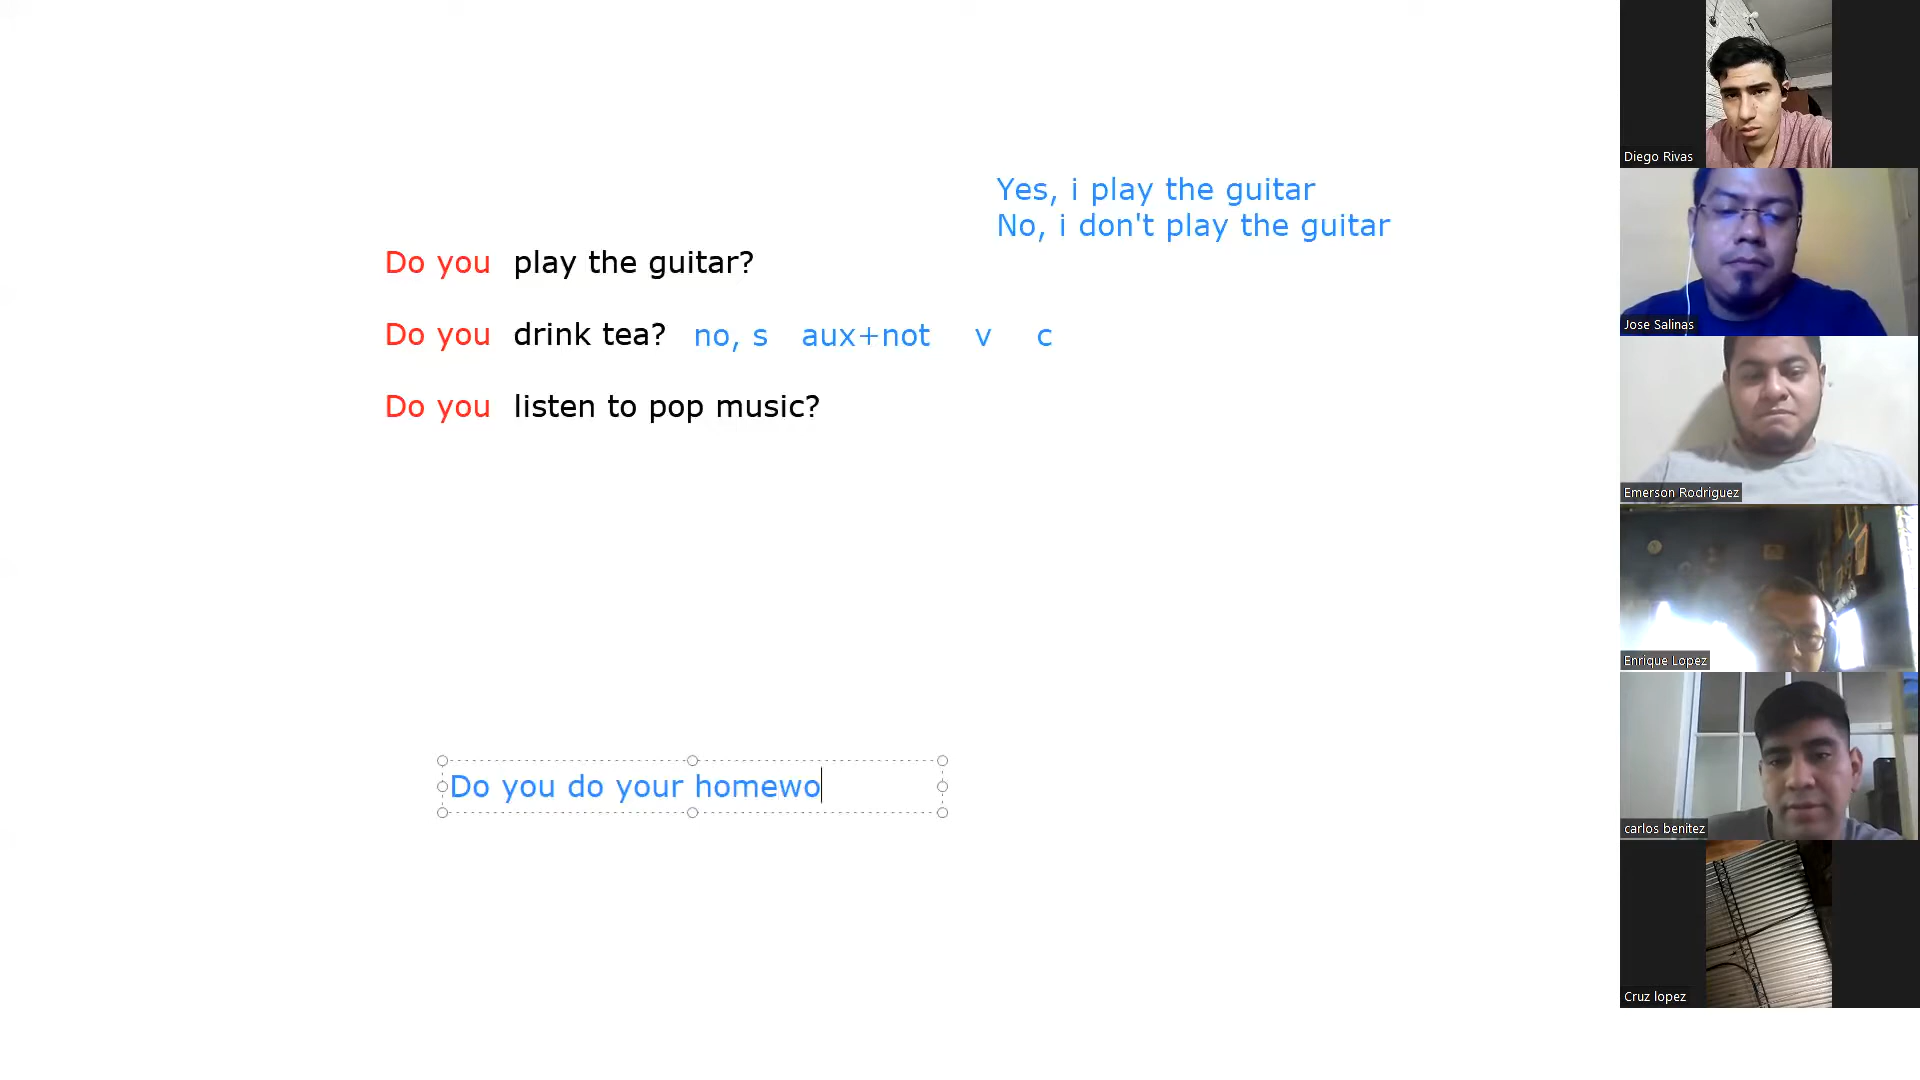 Yes, i play the guitar
No, i don't play the guitar
Do you play the guitar?
Do you drink tea? no, s aux+not v c
Do you listen to pop music?
Do you do your homewo
Diego Rivas
Jose Salinas
Emerson Rodriguez
Enrique Lopez
carlos benitez
Cruz lopez